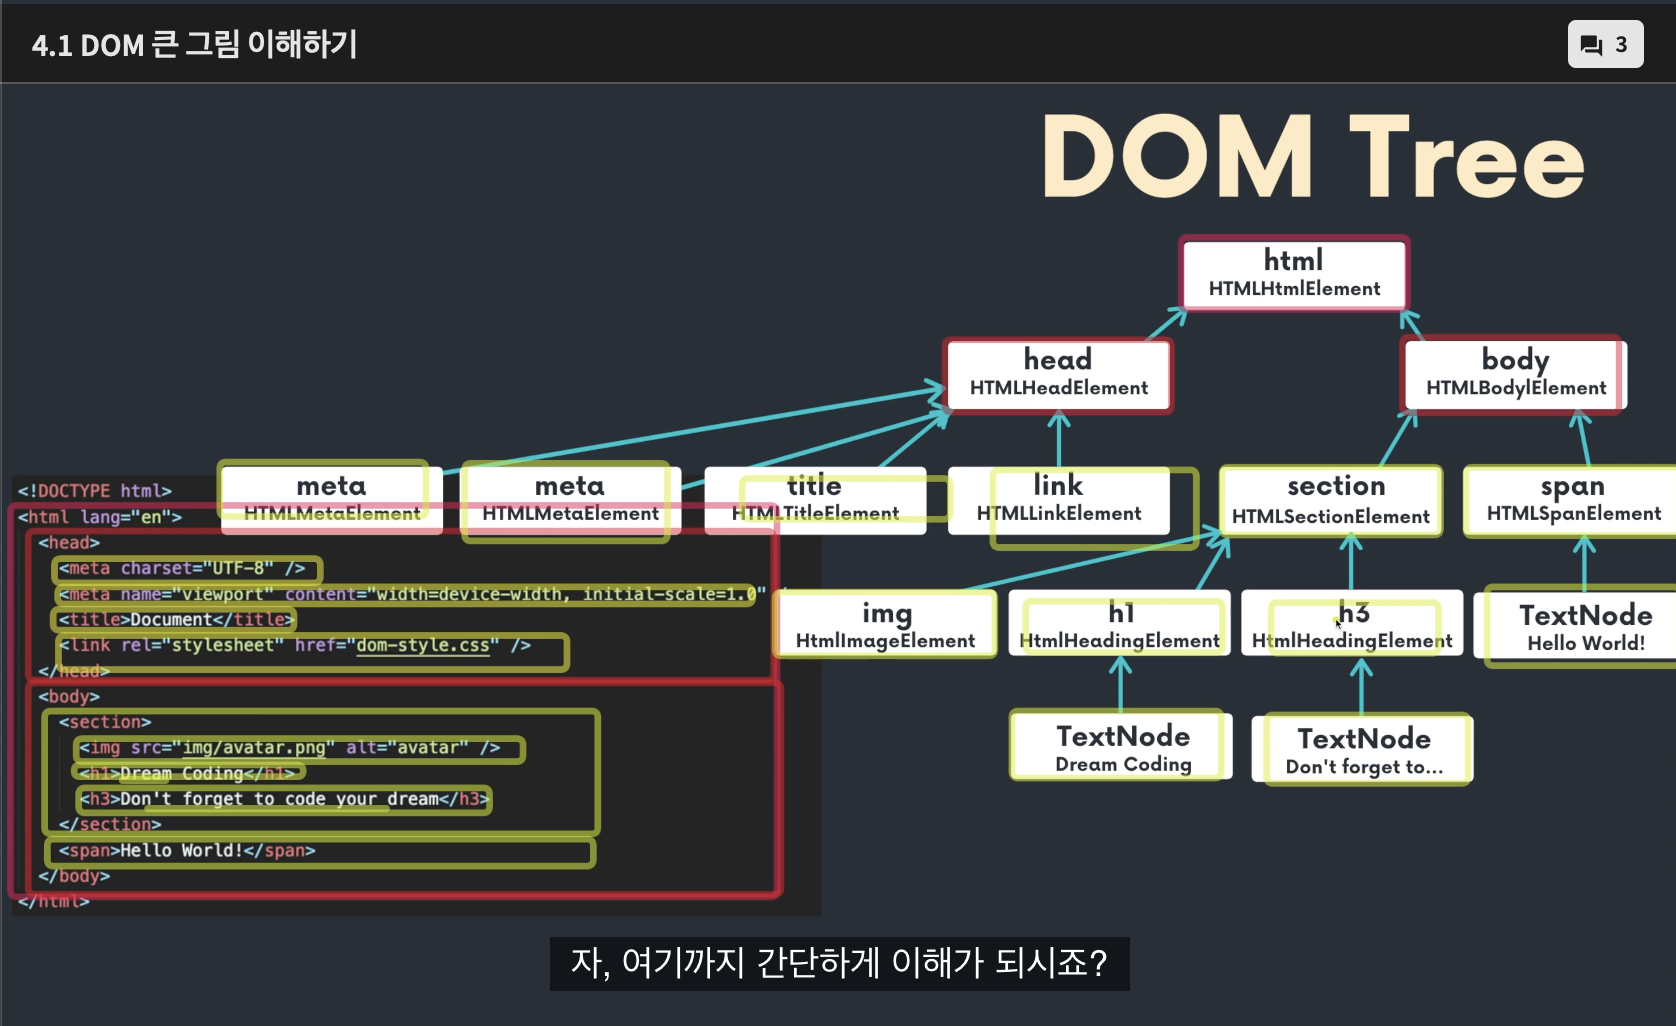 4.1 DOM 큰 그림 이해하기
3
DOM Tree
html
HTMLHtmlElement
head
HTMLHeadElement
body
HTMLBodylElement
meta
HTMLMetaElement
meta
HTMLMetaElement
title
HTMLTitleElement
link
HTMLLinkElement
section
HTMLSectionElement
span
HTMLSpanElement
img
HtmlImageElement
h1
HtmlHeadingElement
h3
HtmlHeadingElement
TextNode
Hello World!
TextNode
Dream Coding
TextNode
Don't forget to...
<!DOCTYPE html>
<html lang="en">
<head>
<meta charset="UTF-8" />
<meta name="viewport" content="width=device-width, initial-scale=1.0"
<title>Document</title>
<link rel="stylesheet" href="dom-style.css" />
</head>
<body>
<section>
<img src="img/avatar.png" alt="avatar" />
<h1>Dream Coding</h1>
<h3>Don't forget to code your dream</h3>
</section>
<span>Hello World!</span>
</body>
</html>
자, 여기까지 간단하게 이해가 되시죠?